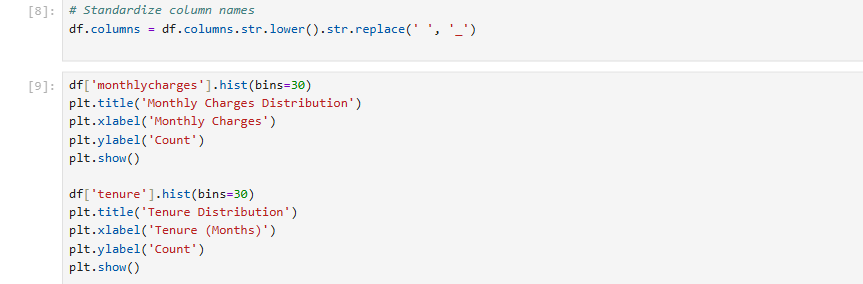 [8]: # Standardize column names
df.columns = df.columns.str.lower().str.replace(' ', '_')
[9]: df['monthlycharges'].hist(bins=30)
plt.title('Monthly Charges Distribution')
plt.xlabel('Monthly Charges')
plt.ylabel('Count')
plt.show()
df['tenure'].hist(bins=30)
plt.title('Tenure Distribution')
plt.xlabel('Tenure (Months)')
plt.ylabel('Count')
plt.show()